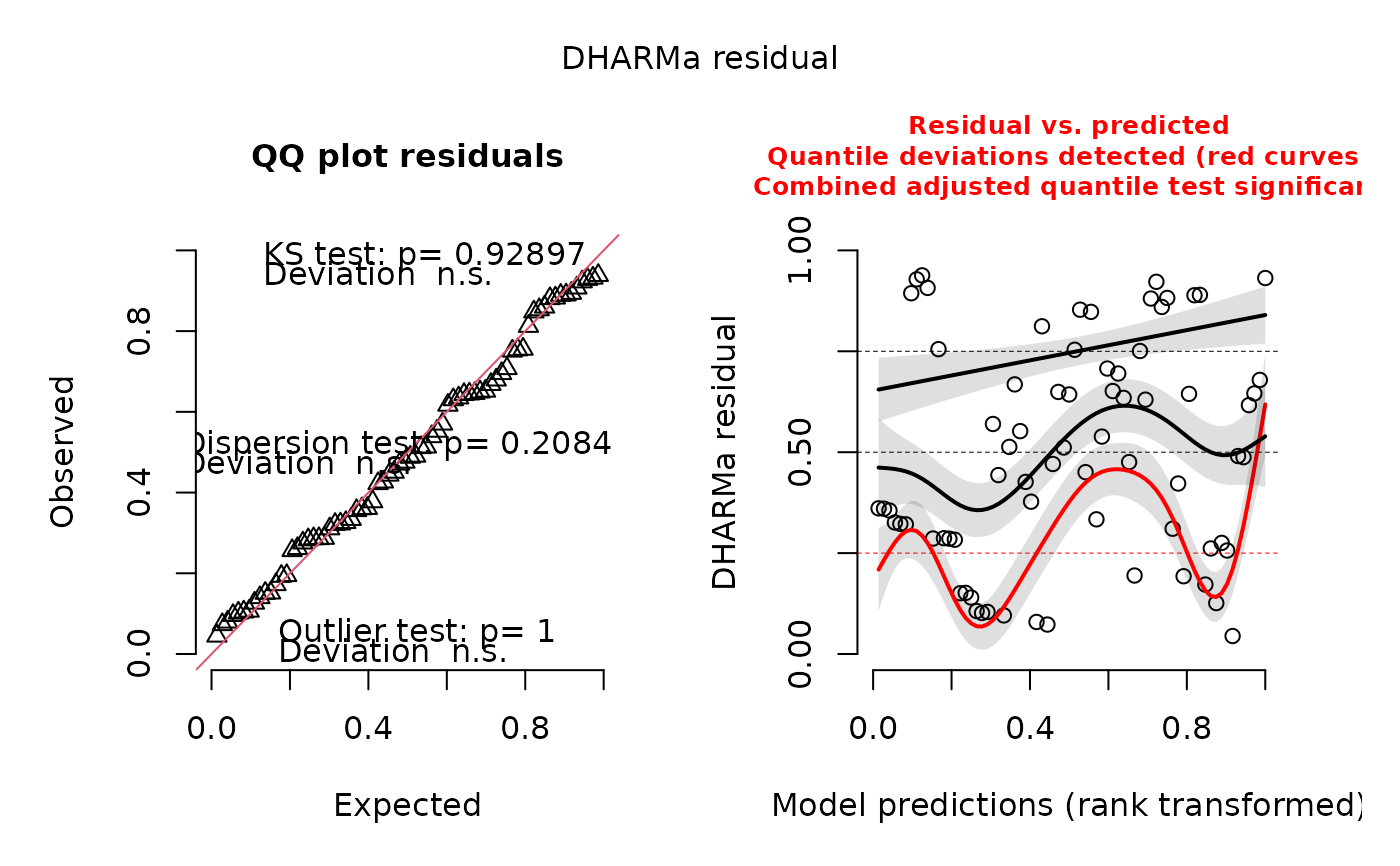 DHARMa residual
QQ plot residuals
KS test: p= 0.92897
Deviation n.s.
Dispersion test: p= 0.2084
Deviation n.s.
Outlier test: p= 1
Deviation n.s.
Observed
0.0
0.4
0.8
0.0
0.4
0.8
Expected
Residual vs. predicted
Quantile deviations detected (red curves
Combined adjusted quantile test significan
DHARMa residual
0.00
0.50
1.00
0.0
0.4
0.8
Model predictions (rank transformed)